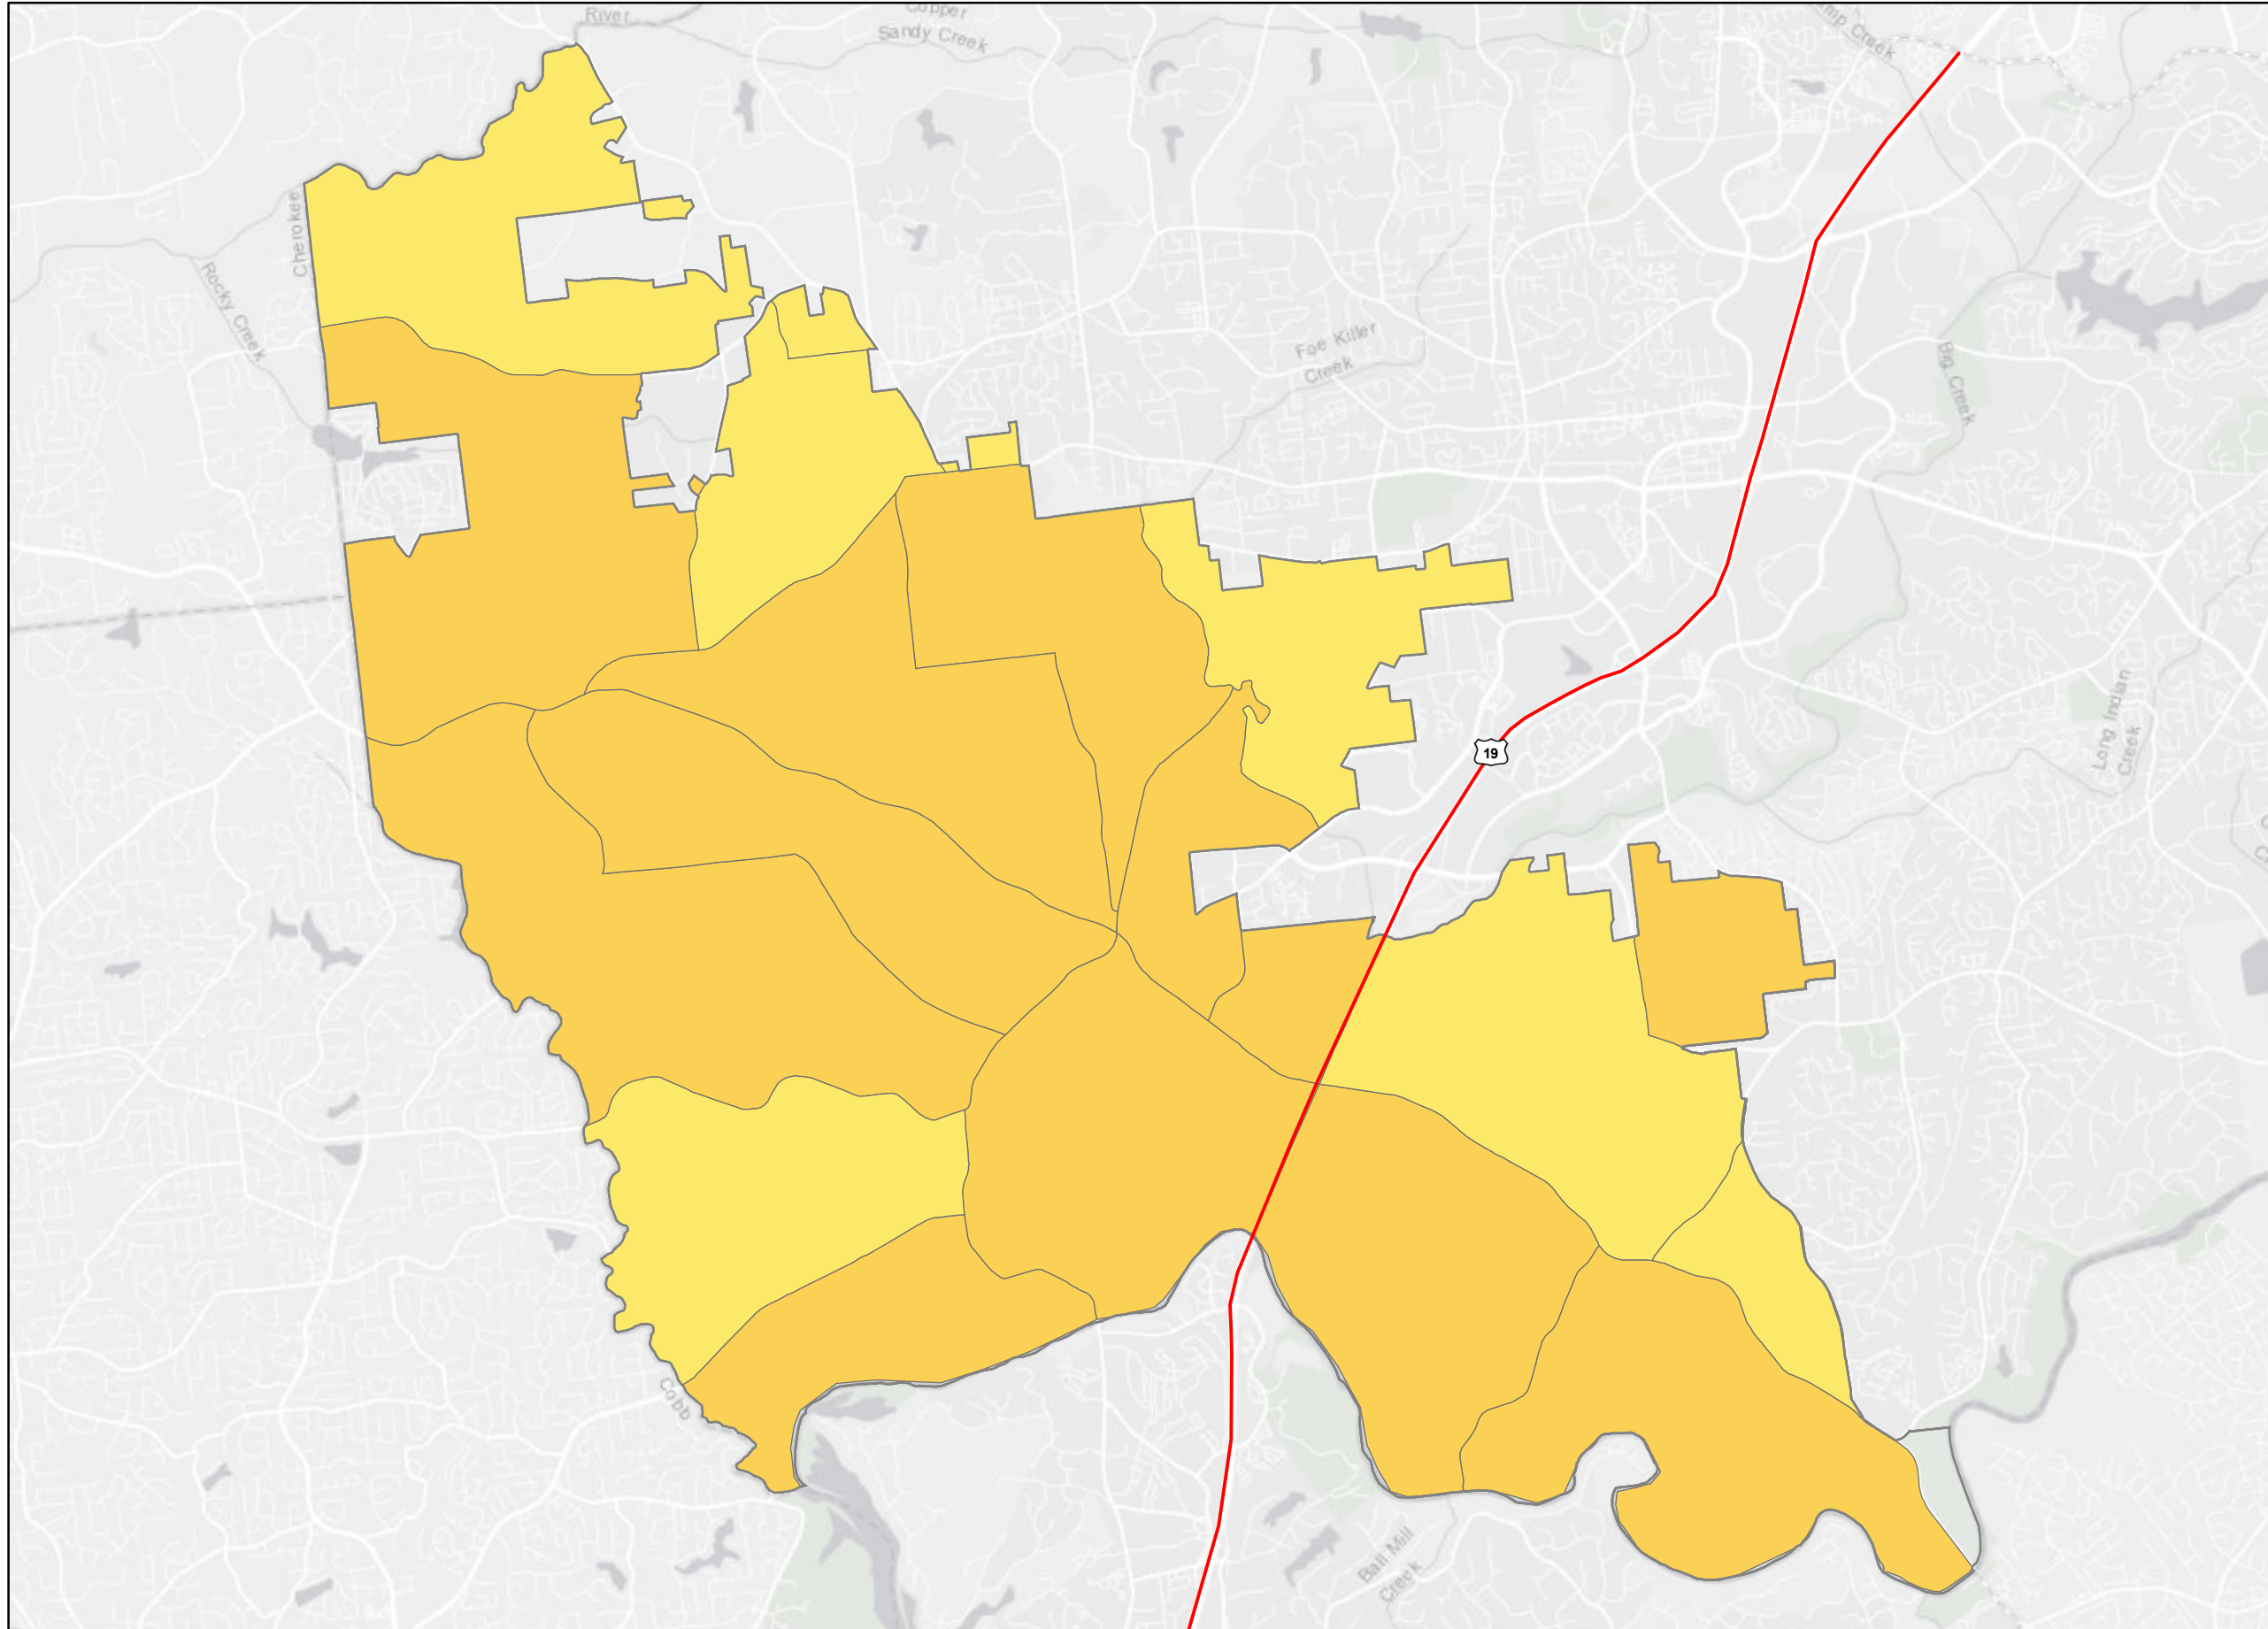 River
Copper
Sandy Creek
Cherokee
Rocky Creek
Foe Killer
Creek
Big Creek
Long Indian
Creek
19
Cobb
Ball Mill
Creek